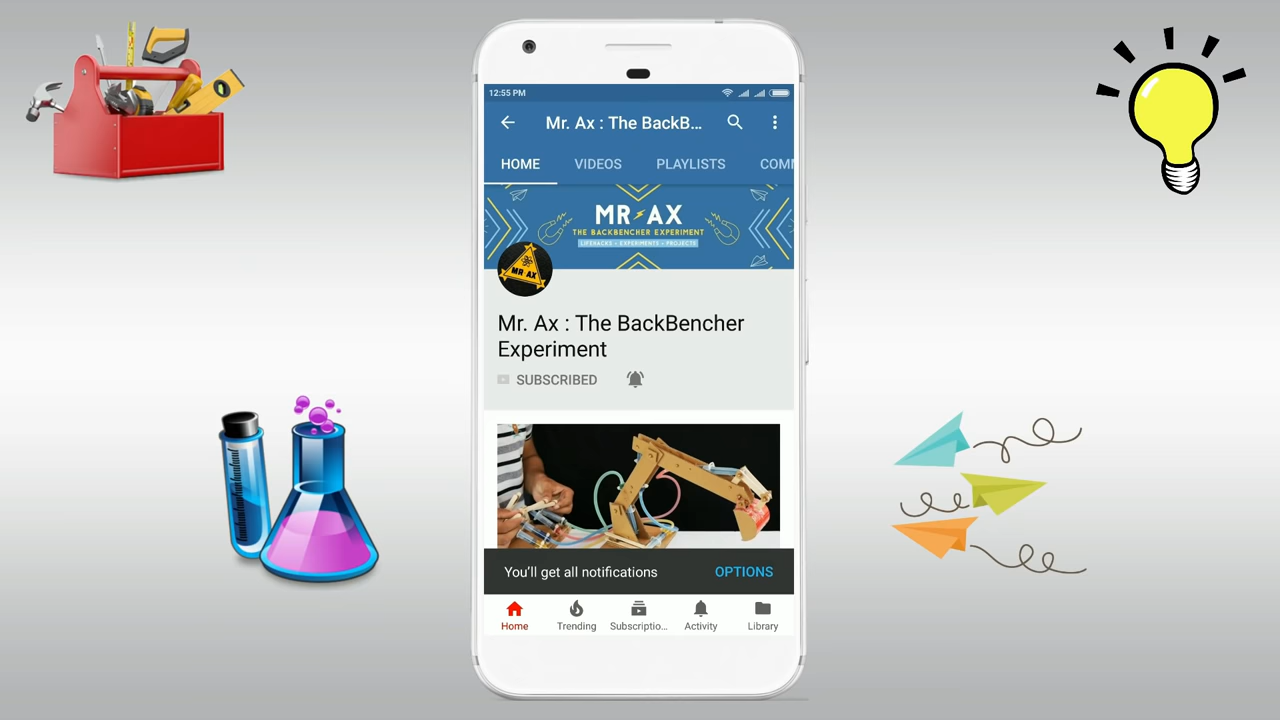 12:55 PM
Mr. Ax : The BackB...
HOME VIDEOS PLAYLISTS COMM
MR AX
THE BACKBENCHER EXPERIMENT
LIFEHACKS • EXPERIMENTS • PROJECTS
MR AX
Mr. Ax : The BackBencher
Experiment
SUBSCRIBED
You'll get all notifications OPTIONS
Home Trending Subscriptio... Activity Library